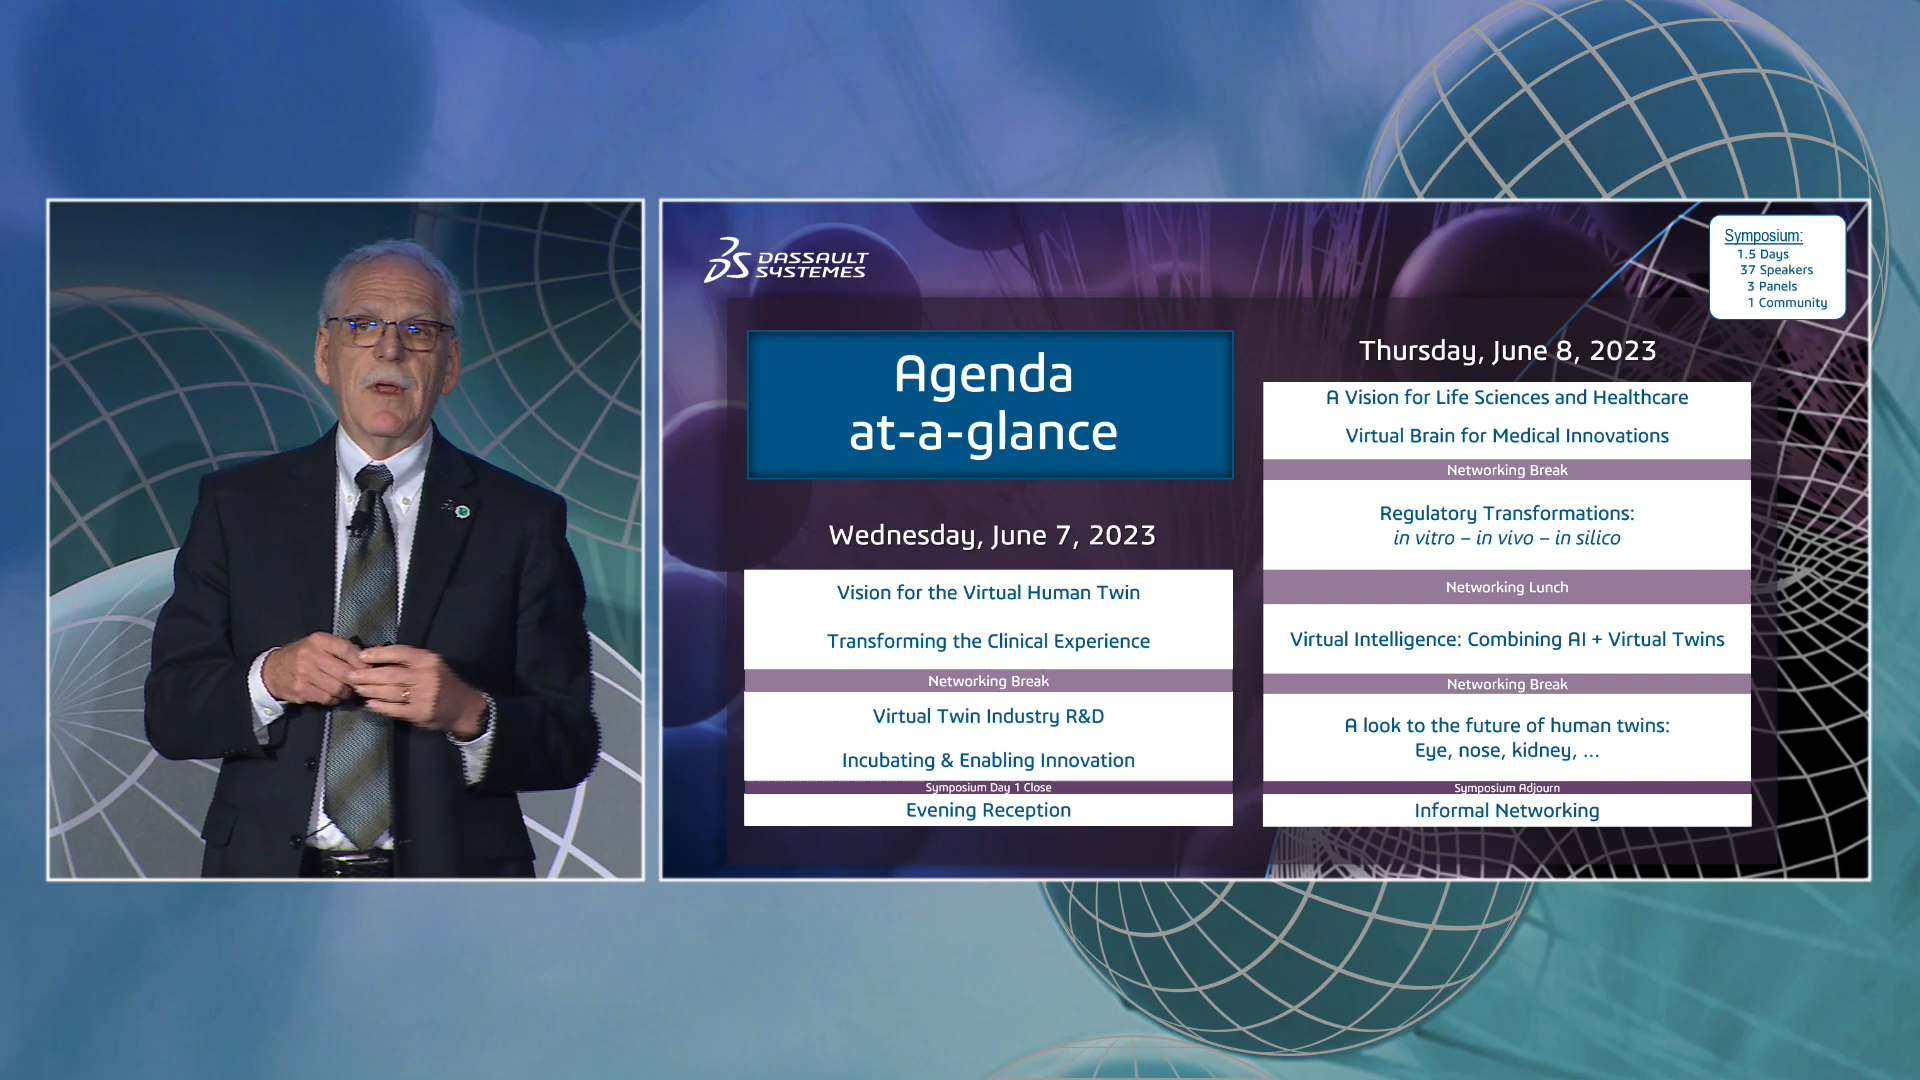 DASSAULT
SYSTEMES
Symposium:
1.5 Days
37 Speakers
3 Panels
1 Community
Agenda
at-a-glance
Wednesday, June 7, 2023
Vision for the Virtual Human Twin
Transforming the Clinical Experience
Networking Break
Virtual Twin Industry R&D
Incubating & Enabling Innovation
Symposium Day 1 Close
Evening Reception
Thursday, June 8, 2023
A Vision for Life Sciences and Healthcare
Virtual Brain for Medical Innovations
Networking Break
Regulatory Transformations:
in vitro – in vivo – in silico
Networking Lunch
Virtual Intelligence: Combining AI + Virtual Twins
Networking Break
A look to the future of human twins:
Eye, nose, kidney, ...
Symposium Adjourn
Informal Networking